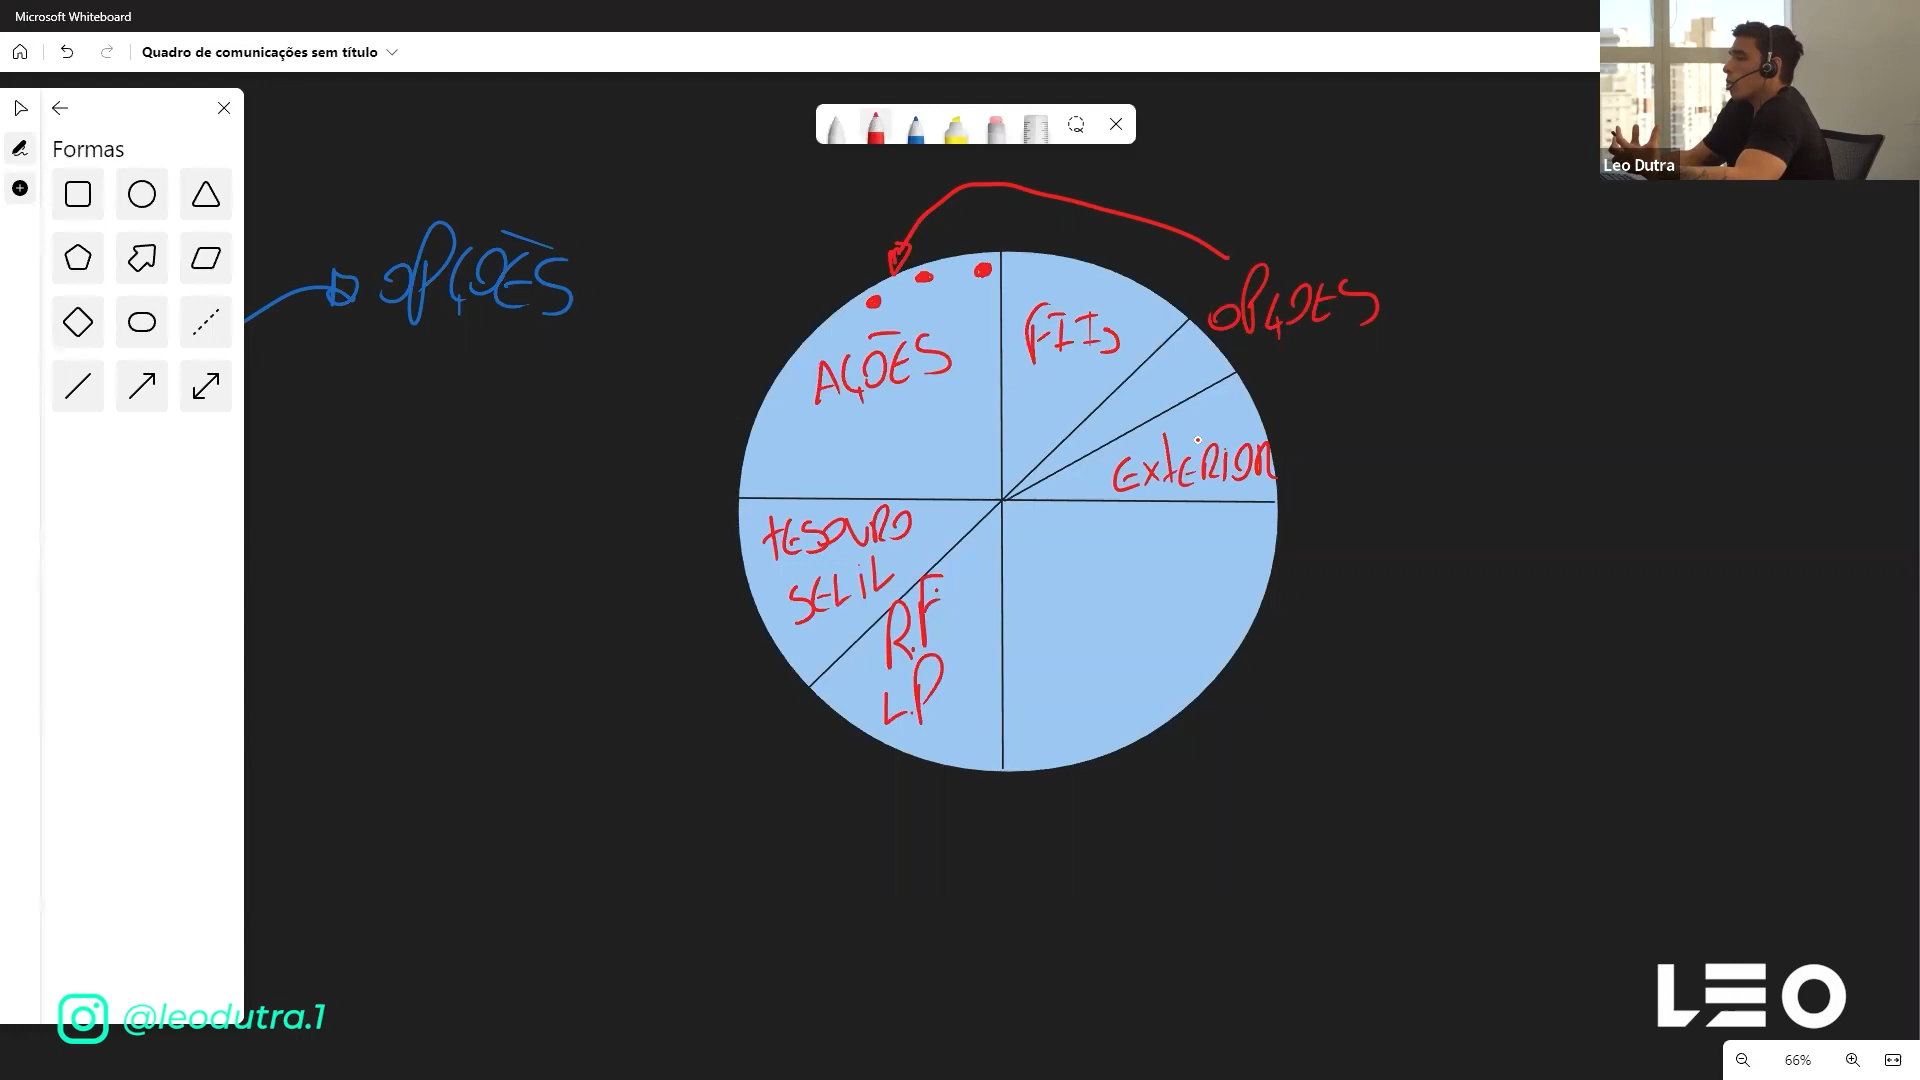 Microsoft Whiteboard
Quadro de comunicações sem título
Leo Dutra
Formas
OPÇÕES
OPÇOES
FIIs
AÇÕES
EXTERIOR
TESOURO
SELIC
R.F
L.P
@leodutra.1
LEO
66%